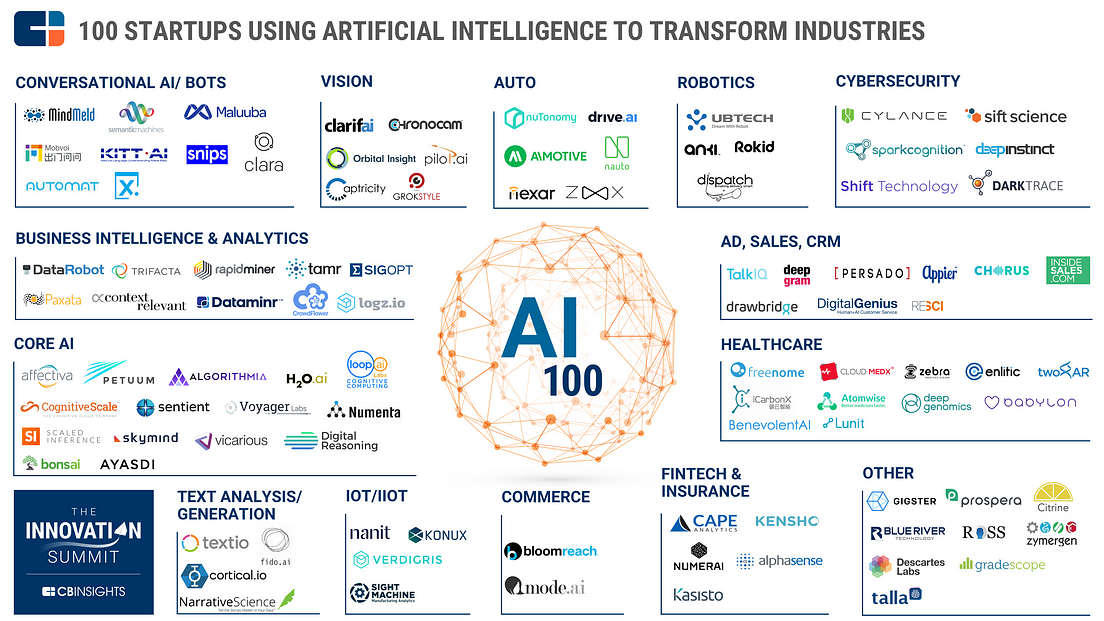 100 STARTUPS USING ARTIFICIAL INTELLIGENCE TO TRANSFORM INDUSTRIES
CONVERSATIONAL AI/ BOTS
MindMeld
semanticmachines
Maluuba
Mobvoi
出门问问
KITT·AI
snips
clara
AUTOMAT
X.
VISION
clarifai
Chronocam
Orbital Insight
pilot.ai
Captricity
GROKSTYLE
AUTO
nuTonomy
drive.ai
AIMOTIVE
nauto
nexar
ZOOX
ROBOTICS
UBTECH
Dream With Robot
anki.
Rokid
dispatch
CYBERSECURITY
CYLANCE
sift science
sparkcognition
deepinstinct
Shift Technology
DARKTRACE
BUSINESS INTELLIGENCE & ANALYTICS
DataRobot
TRIFACTA
rapidminer
tamr
SIGOPT
Paxata
context
relevant
Dataminr
CrowdFlower
logz.io
AD, SALES, CRM
TalkIQ
deep
gram
[PERSADO]
Appier
CHORUS
INSIDE
SALES
.COM
drawbridge
DigitalGenius
Human+AI Customer Service
RESCI
CORE AI
affectiva
PETUUM
ALGORITHMIA
H2O.ai
loop ai
LABS
COGNITIVE
COMPUTING
CognitiveScale
sentient
Voyager Labs
Numenta
SI SCALED
INFERENCE
skymind
vicarious
Digital
Reasoning
bonsai
AYASDI
AI
100
HEALTHCARE
freenome
CLOUD MEDX
zebra
enlitic
twoXAR
iCarbonX
碳云智能
Atomwise
Better medicines faster.
deep
genomics
babylon
BenevolentAI
Lunit
THE
INNOVATION
SUMMIT
CBINSIGHTS
TEXT ANALYSIS/
GENERATION
textio
fido.ai
cortical.io
NarrativeScience
IOT/IIOT
nanit
KONUX
VERDIGRIS
SIGHT
MACHINE
Manufacturing Analytics
COMMERCE
bloomreach
mode.ai
FINTECH &
INSURANCE
CAPE
ANALYTICS
KENSHO
NUMERAI
alphasense
Kasisto
OTHER
GIGSTER
prospera
Citrine
BLUE RIVER
TECHNOLOGY
ROSS
zymergen
Descartes
Labs
gradescope
talla